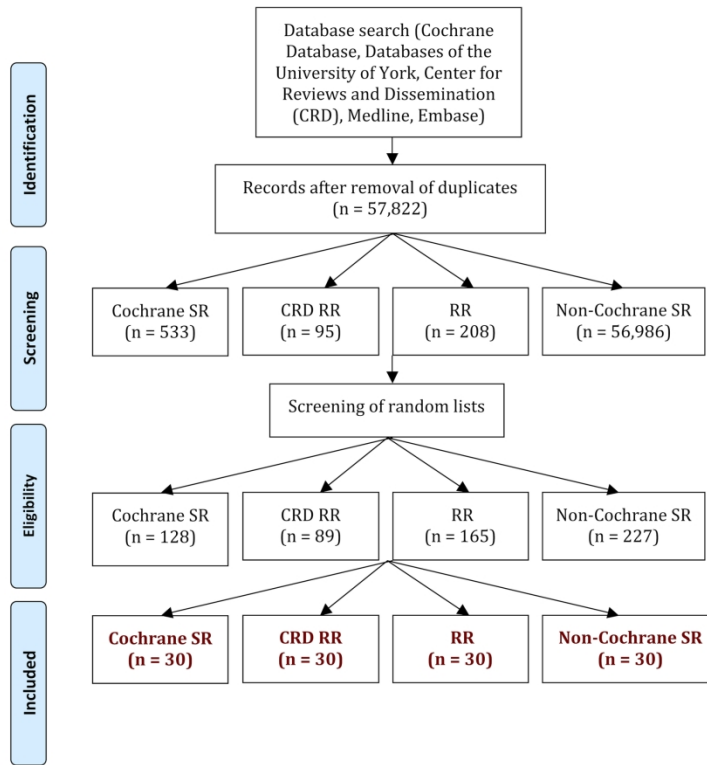 Database search (Cochrane
Database, Databases of the
University of York, Center for
Reviews and Dissemination
(CRD), Medline, Embase)
Identification
Records after removal of duplicates
(n = 57,822)
Screening
Cochrane SR
(n = 533)
CRD RR
(n = 95)
RR
(n = 208)
Non-Cochrane SR
(n = 56,986)
Screening of random lists
Eligibility
Cochrane SR
(n = 128)
CRD RR
(n = 89)
RR
(n = 165)
Non-Cochrane SR
(n = 227)
Included
Cochrane SR
(n = 30)
CRD RR
(n = 30)
RR
(n = 30)
Non-Cochrane SR
(n = 30)